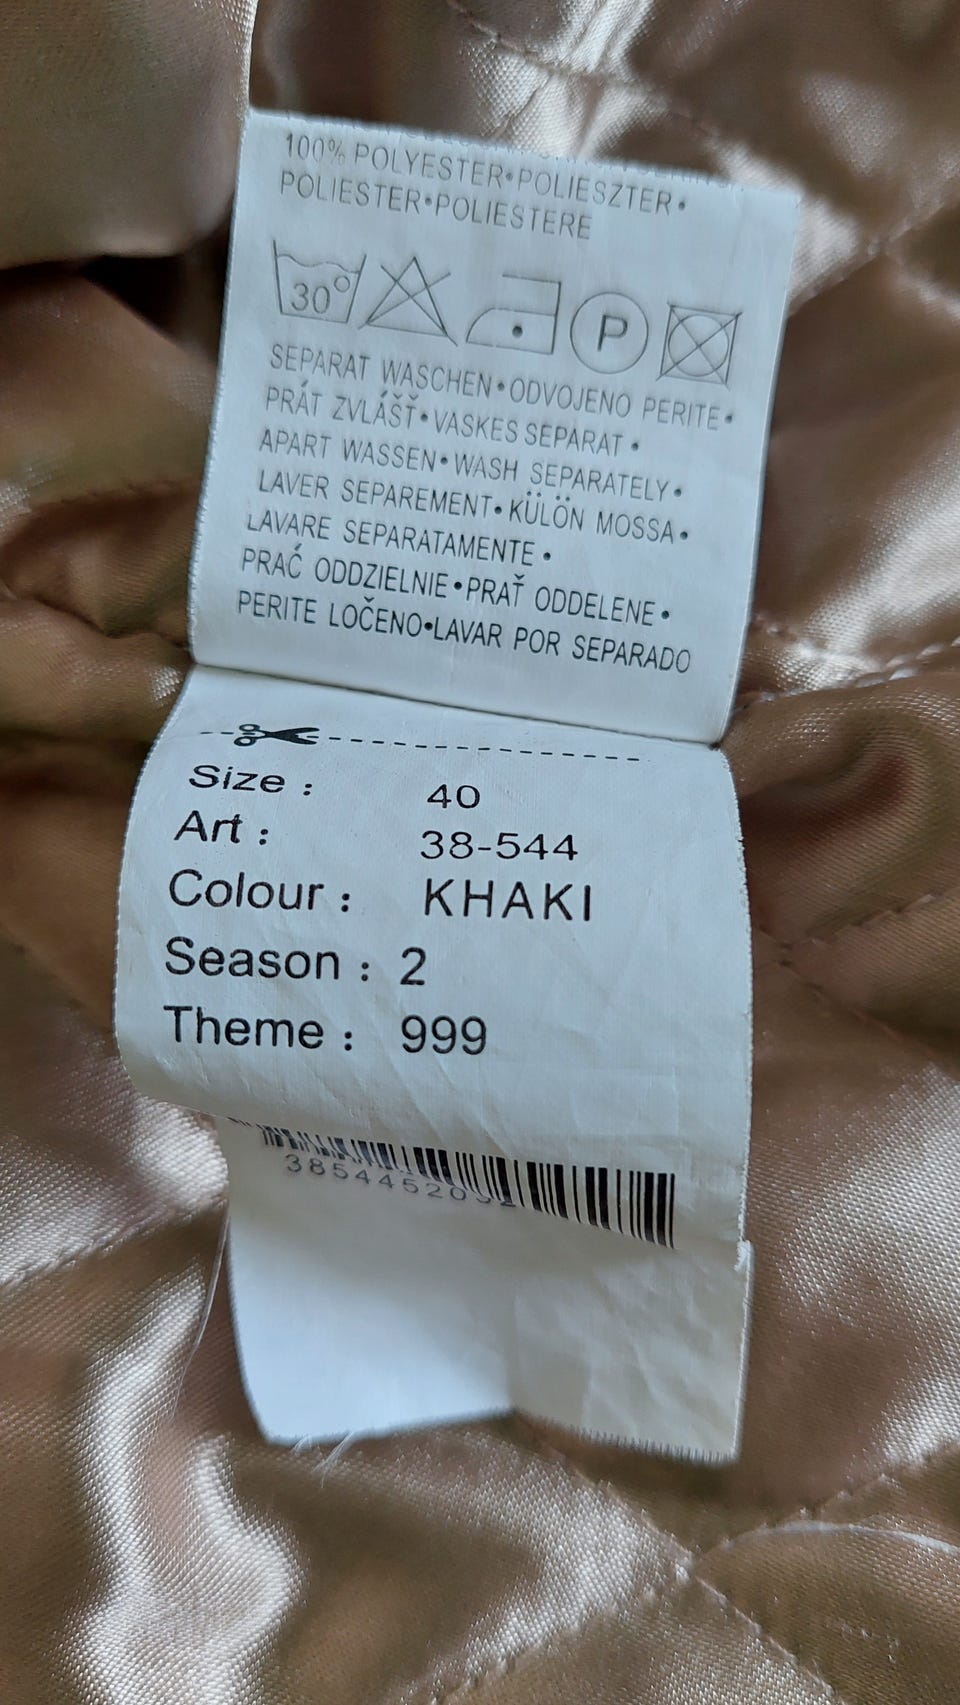 100% POLYESTER•POLIESZTER•
POLIESTER•POLIESTERE
30°
P
SEPARAT WASCHEN•ODVOJENO PERITE•
PRÁT ZVLÁŠŤ•VASKES SEPARAT•
APART WASSEN•WASH SEPARATELY•
LAVER SEPAREMENT•KÜLÖN MOSSA•
LAVARE SEPARATAMENTE•
PRAĆ ODDZIELNIE•PRAŤ ODDELENE•
PERITE LOČENO•LAVAR POR SEPARADO
Size : 40
Art : 38-544
Colour : KHAKI
Season : 2
Theme : 999